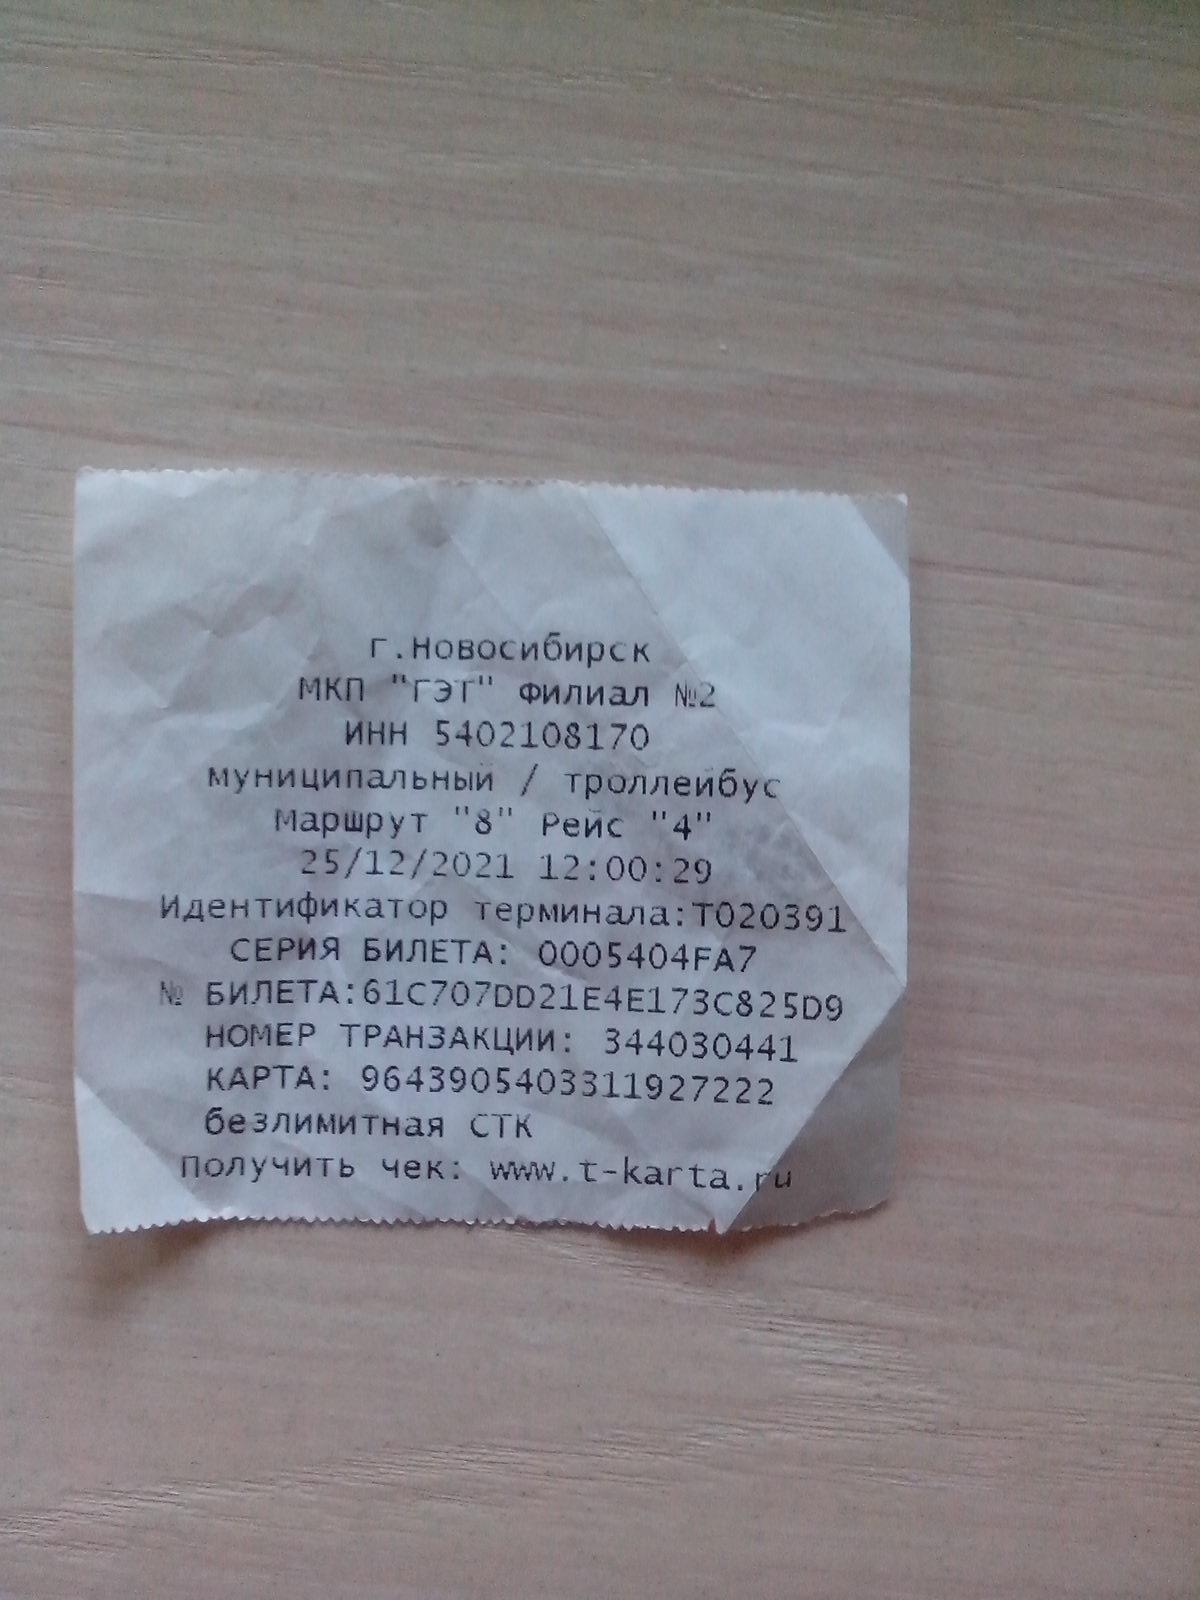 г.Новосибирск
МКП "ГЭТ" Филиал №2
ИНН 5402108170
муниципальный / троллейбус
Маршрут "8" Рейс "4"
25/12/2021 12:00:29
Идентификатор терминала:T020391
СЕРИЯ БИЛЕТА: 0005404FA7
№ БИЛЕТА:61C707DD21E4E173C825D9
НОМЕР ТРАНЗАКЦИИ: 344030441
КАРТА: 9643905403311927222
безлимитная СТК
Получить чек: www.t-karta.ru